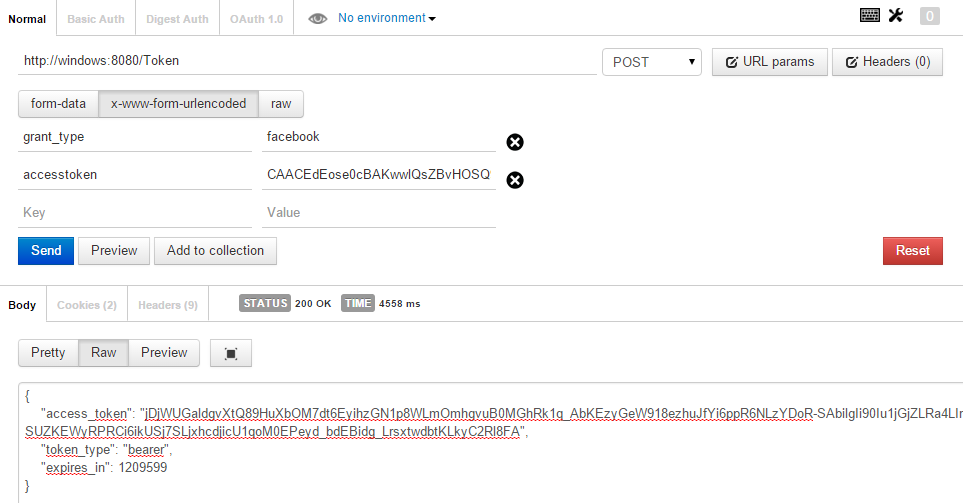 Normal Basic Auth Digest Auth OAuth 1.0 No environment 0
http://windows:8080/Token POST URL params Headers (0)
form-data x-www-form-urlencoded raw
grant_type facebook
accesstoken CAACEdEose0cBAKwwIQsZBvHOSQ
Key Value
Send Preview Add to collection Reset
Body Cookies (2) Headers (9) STATUS 200 OK TIME 4558 ms
Pretty Raw Preview
{
"access_token": "jDjWUGaldgvXtQ89HuXbOM7dt6EyihzGN1p8WLmOmhgvuB0MGhRk1q_AbKEzyGeW918ezhuJfYi6ppR6NLzYDoR-SAbilgIi90Iu1jGjZLRa4LIr
SUZKEWyRPRCi6ikUSj7SLjxhcdjicU1qoM0EPeyd_bdEBidg_LrsxtwdbtKLkyC2RI8FA",
"token_type": "bearer",
"expires_in": 1209599
}